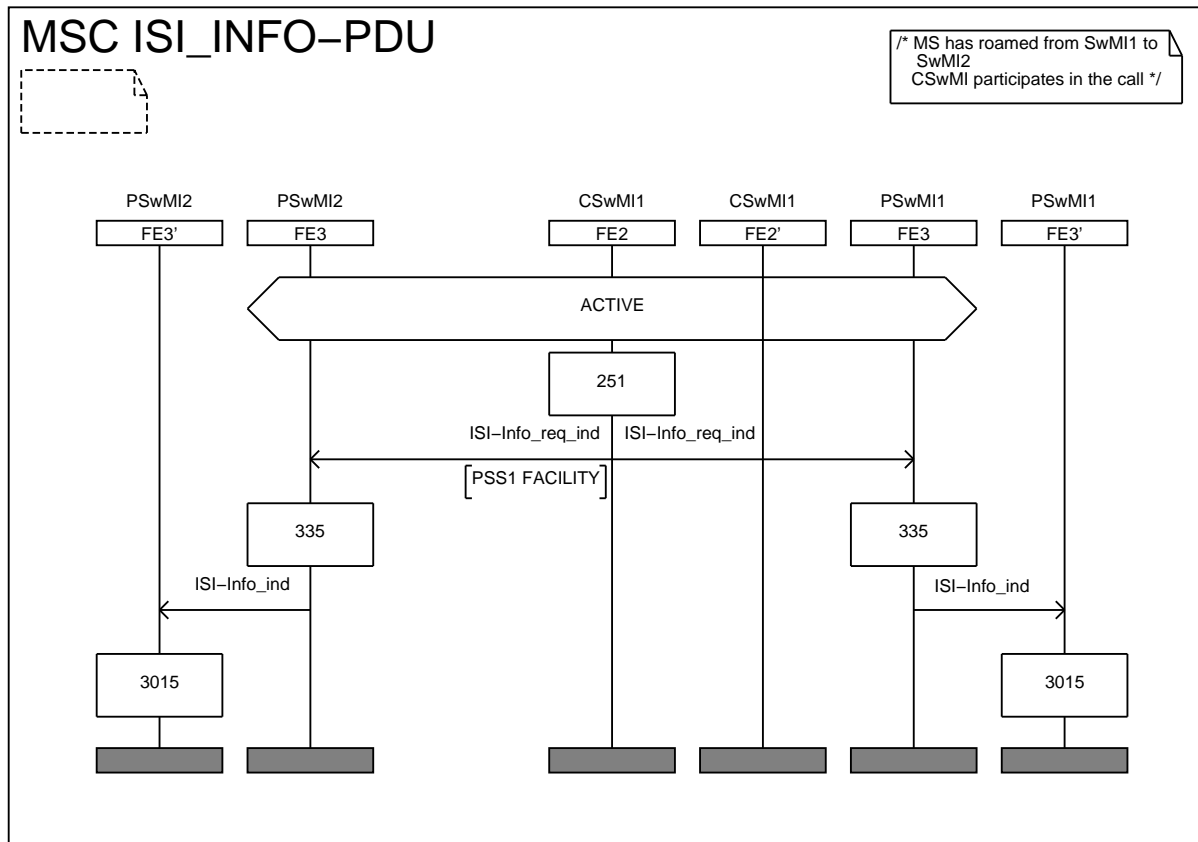 MSC ISI_INFO−PDU
/* MS has roamed from SwMI1 to
SwMI2
CSwMI participates in the call */
PSwMI2 PSwMI2 CSwMI1 CSwMI1 PSwMI1 PSwMI1
FE3’ FE3 FE2 FE2’ FE3 FE3’
ACTIVE
251
ISI−Info_req_ind ISI−Info_req_ind
PSS1 FACILITY
335 335
ISI−Info_ind ISI−Info_ind
3015 3015